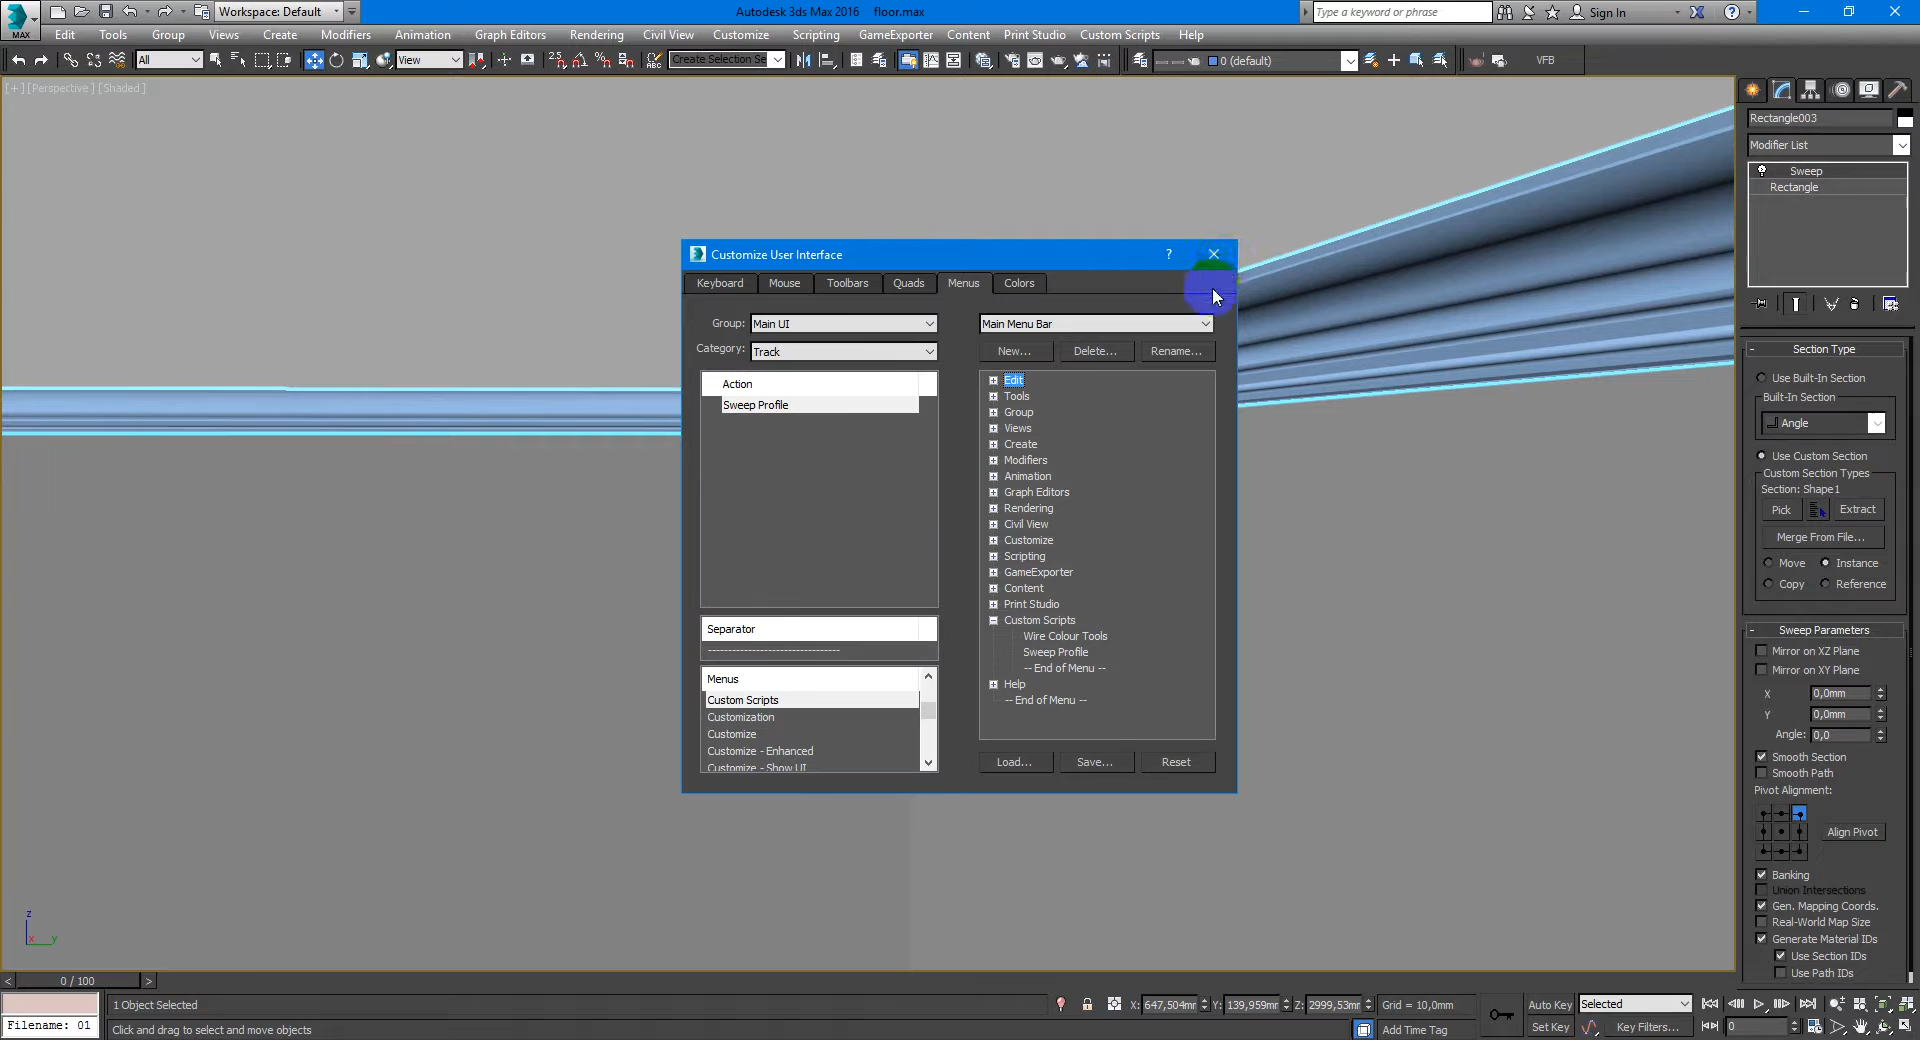 Workspace: Default
Autodesk 3ds Max 2016 floor.max
Type a keyword or phrase
Sign In
MAX
Edit Tools Group Views Create Modifiers Animation Graph Editors Rendering Civil View Customize Scripting GameExporter Content Print Studio Custom Scripts Help
All
View
Create Selection Se
0 (default)
VFB
[+] [Perspective] [Shaded]
Rectangle003
Modifier List
Sweep
Rectangle
Customize User Interface
?
Keyboard Mouse Toolbars Quads Menus Colors
Group: Main UI
Category: Track
Action
Sweep Profile
Separator
---------------------------------
Menus
Custom Scripts
Customization
Customize
Customize - Enhanced
Customize - Show UI
Main Menu Bar
New... Delete... Rename...
Edit
Tools
Group
Views
Create
Modifiers
Animation
Graph Editors
Rendering
Civil View
Customize
Scripting
GameExporter
Content
Print Studio
Custom Scripts
Wire Colour Tools
Sweep Profile
-- End of Menu --
Help
-- End of Menu --
Load... Save... Reset
- Section Type
Use Built-In Section
Built-In Section
Angle
Use Custom Section
Custom Section Types
Section: Shape1
Pick Extract
Merge From File...
Move Instance
Copy Reference
- Sweep Parameters
Mirror on XZ Plane
Mirror on XY Plane
X 0,0mm
Y 0,0mm
Angle: 0,0
Smooth Section
Smooth Path
Pivot Alignment:
Align Pivot
Banking
Union Intersections
Gen. Mapping Coords.
Real-World Map Size
Generate Material IDs
Use Section IDs
Use Path IDs
z
x y
< 0 / 100 >
1 Object Selected
X: 647,504mr Y: 139,959mr Z: 2999,53mr Grid = 10,0mm
Auto Key Selected
Filename: 01
Click and drag to select and move objects
Add Time Tag
Set Key Key Filters...
0